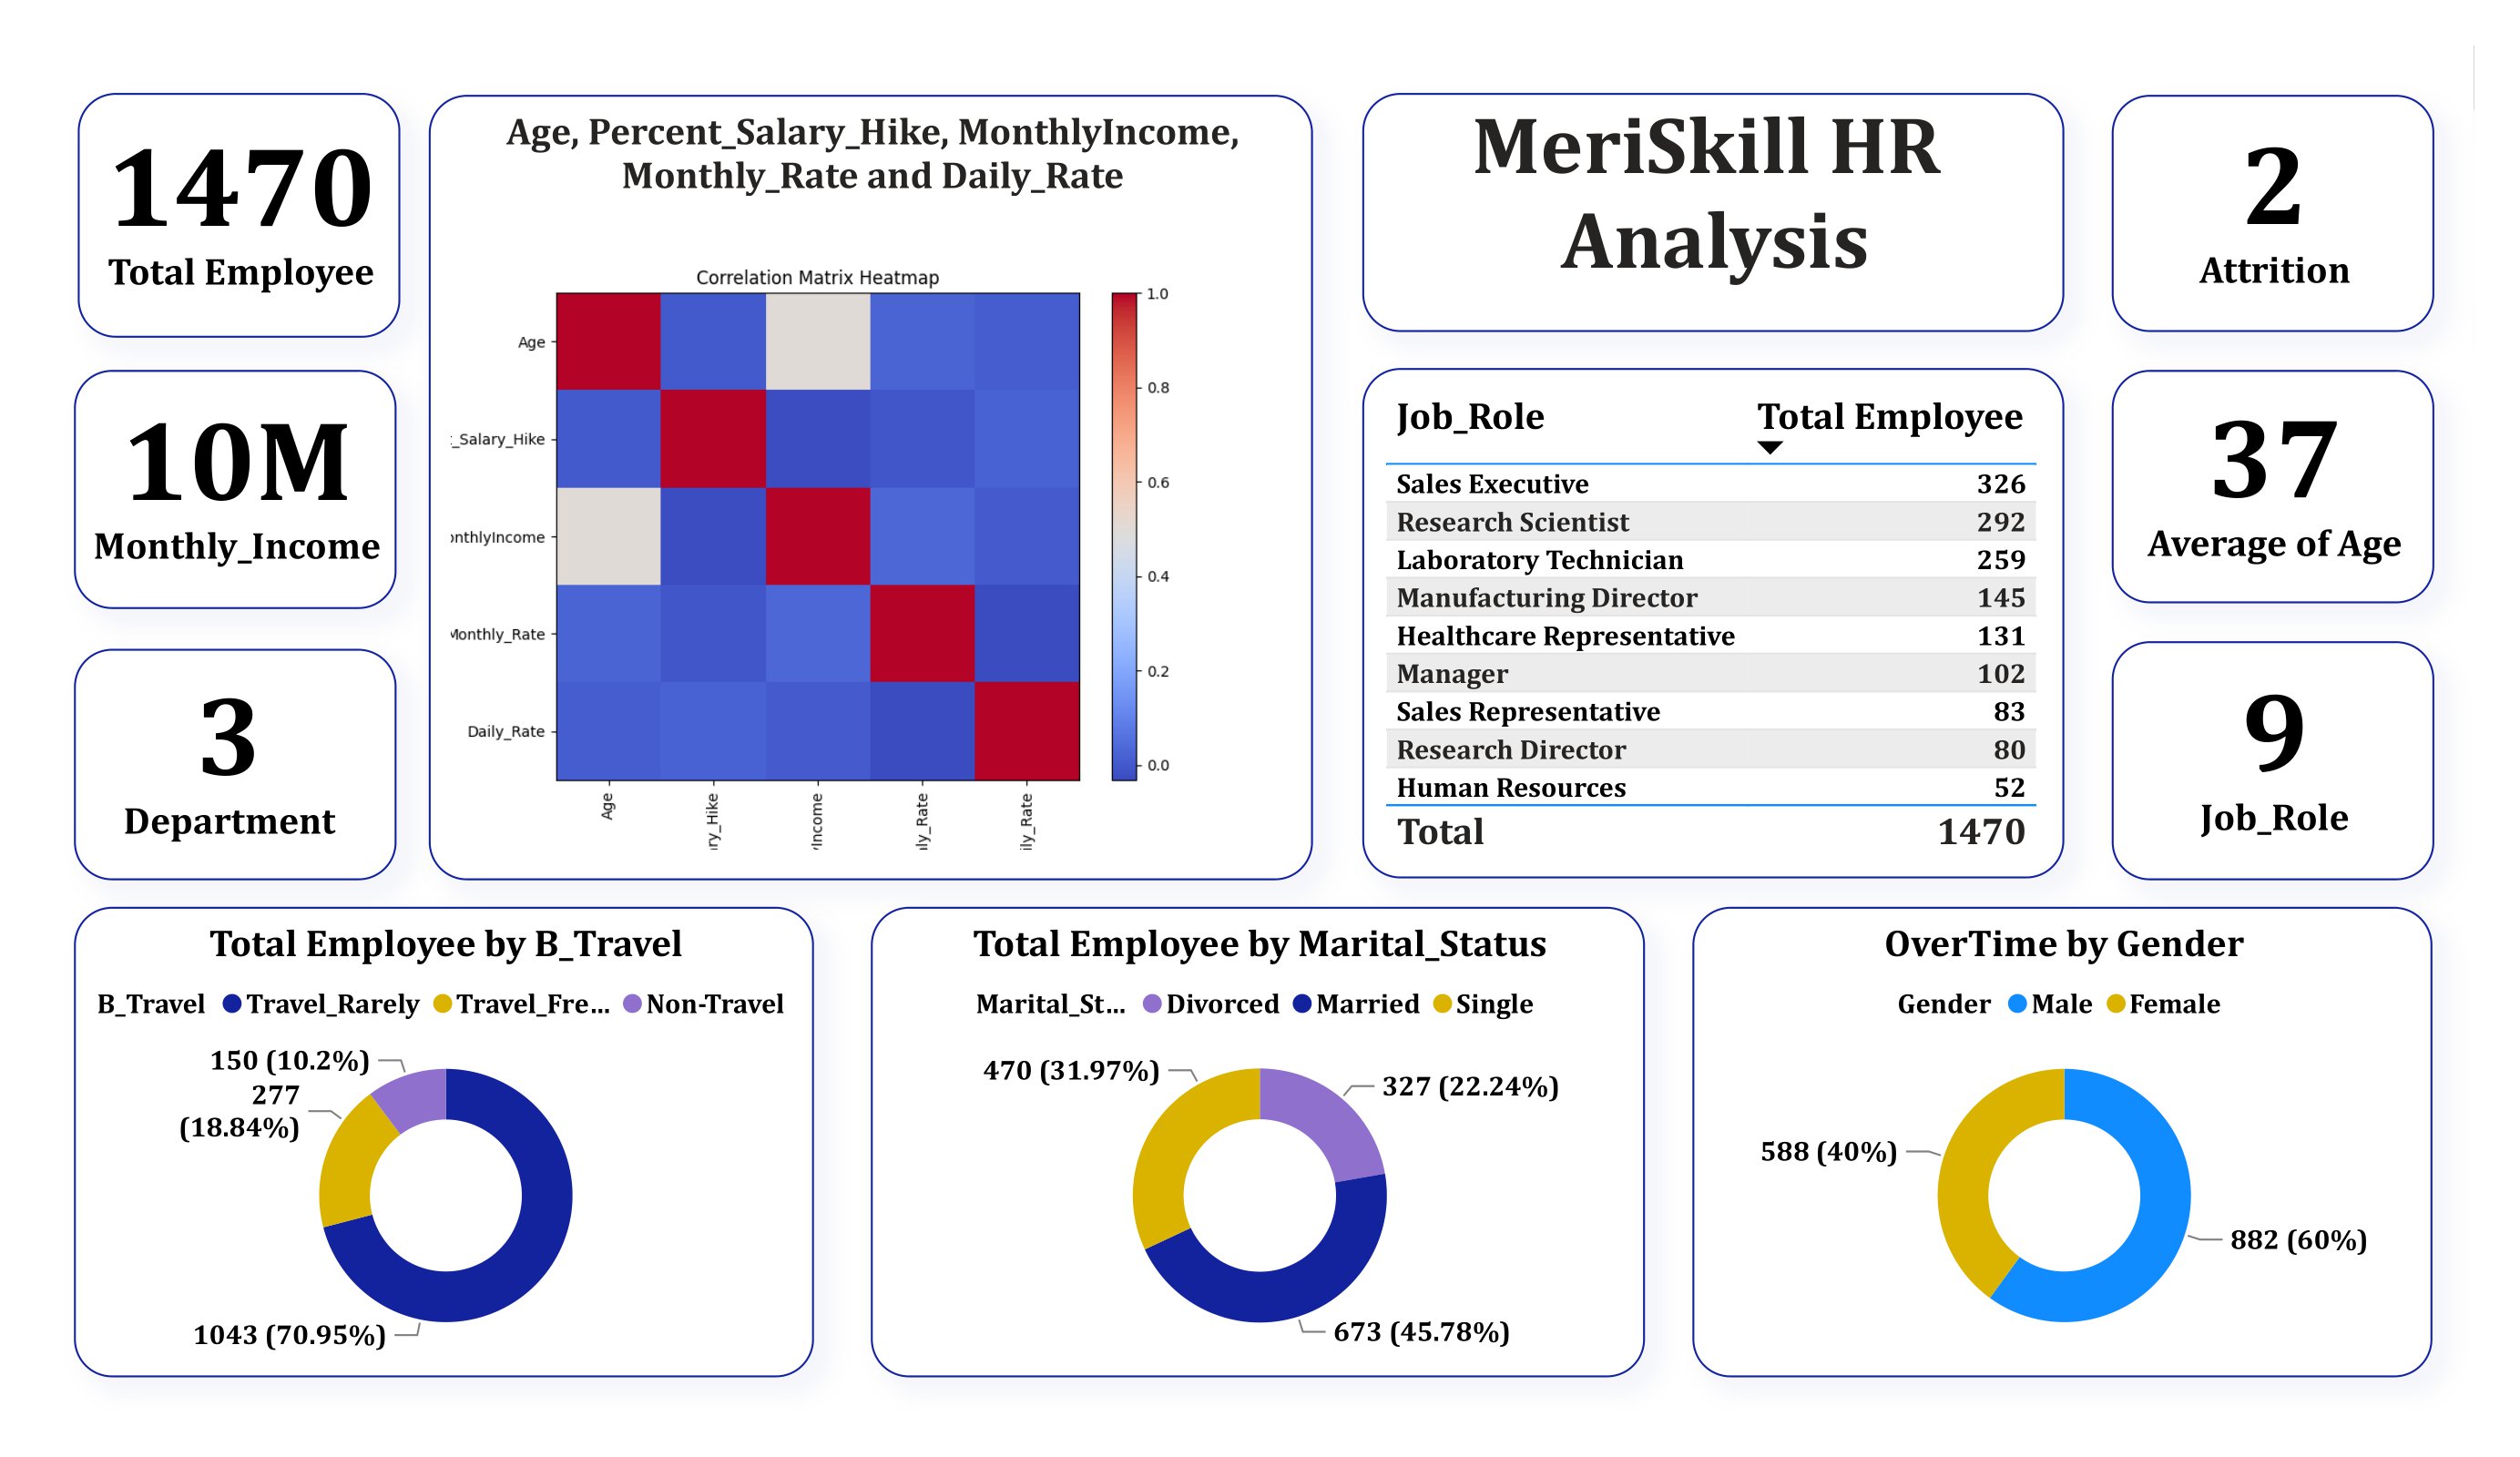 1470
Total Employee
10M
Monthly_Income
3
Department
Age, Percent_Salary_Hike, MonthlyIncome,
Monthly_Rate and Daily_Rate
Correlation Matrix Heatmap
Age
_Salary_Hike
onthlyIncome
Monthly_Rate
Daily_Rate
Age
ry_Hike
Income
ly_Rate
ily_Rate
1.0
0.8
0.6
0.4
0.2
0.0
MeriSkill HR
Analysis
Job_Role Total Employee
Sales Executive 326
Research Scientist 292
Laboratory Technician 259
Manufacturing Director 145
Healthcare Representative 131
Manager 102
Sales Representative 83
Research Director 80
Human Resources 52
Total 1470
2
Attrition
37
Average of Age
9
Job_Role
Total Employee by B_Travel
B_Travel Travel_Rarely Travel_Fre... Non-Travel
150 (10.2%)
277
(18.84%)
1043 (70.95%)
Total Employee by Marital_Status
Marital_St... Divorced Married Single
470 (31.97%)
327 (22.24%)
673 (45.78%)
OverTime by Gender
Gender Male Female
588 (40%)
882 (60%)